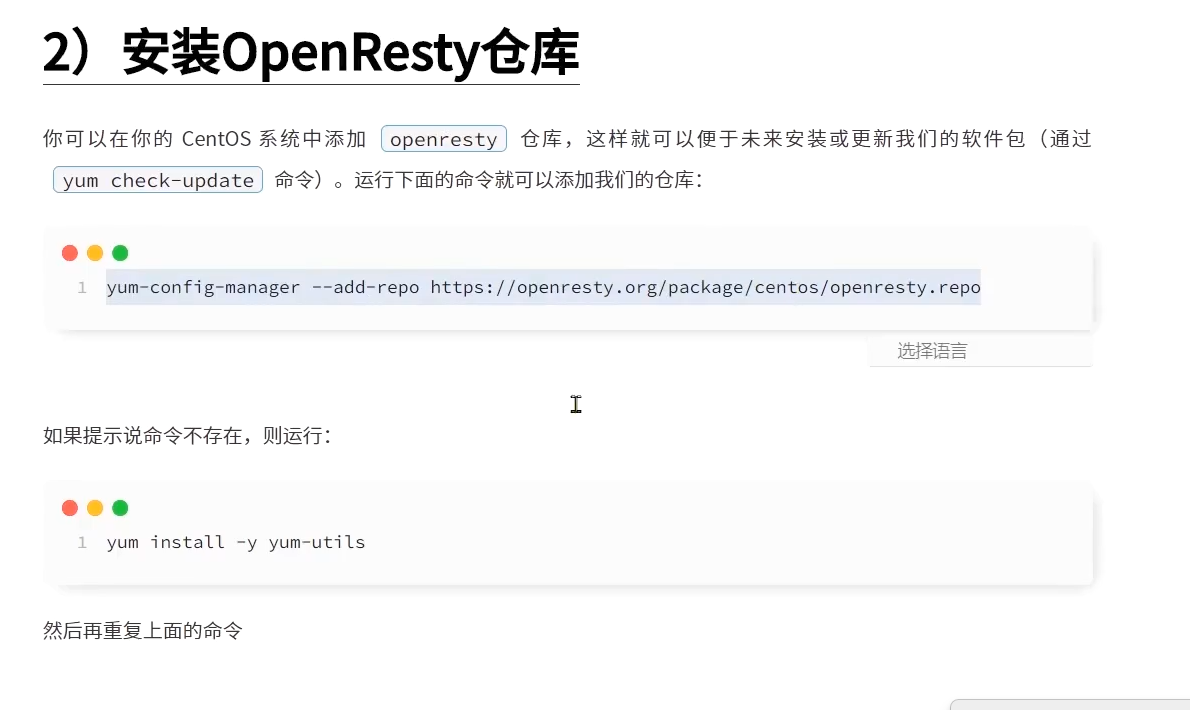 2）安装OpenResty仓库
你可以在你的 CentOS 系统中添加 openresty 仓库，这样就可以便于未来安装或更新我们的软件包（通过
yum check-update 命令）。运行下面的命令就可以添加我们的仓库：
1 yum-config-manager --add-repo https://openresty.org/package/centos/openresty.repo
选择语言
如果提示说命令不存在，则运行：
1 yum install -y yum-utils
然后再重复上面的命令